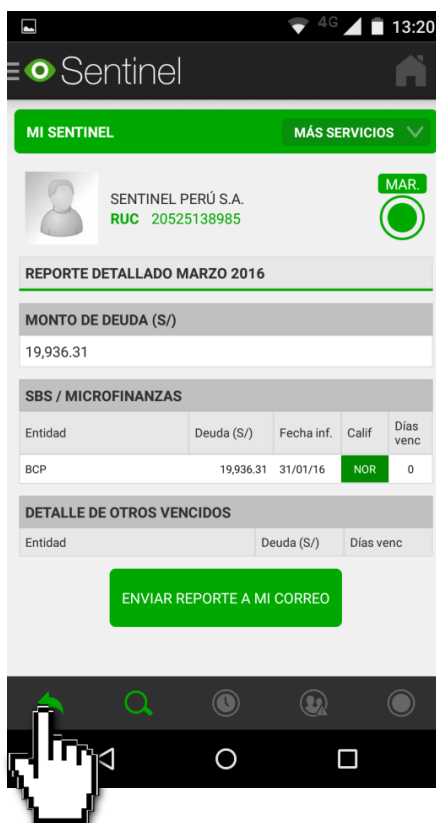 4G 13:20
Sentinel
MI SENTINEL MÁS SERVICIOS
SENTINEL PERÚ S.A.
RUC 20525138985
MAR.
REPORTE DETALLADO MARZO 2016
MONTO DE DEUDA (S/)
19,936.31
SBS / MICROFINANZAS
Entidad Deuda (S/) Fecha inf. Calif Días venc
BCP 19,936.31 31/01/16 NOR 0
DETALLE DE OTROS VENCIDOS
Entidad Deuda (S/) Días venc
ENVIAR REPORTE A MI CORREO